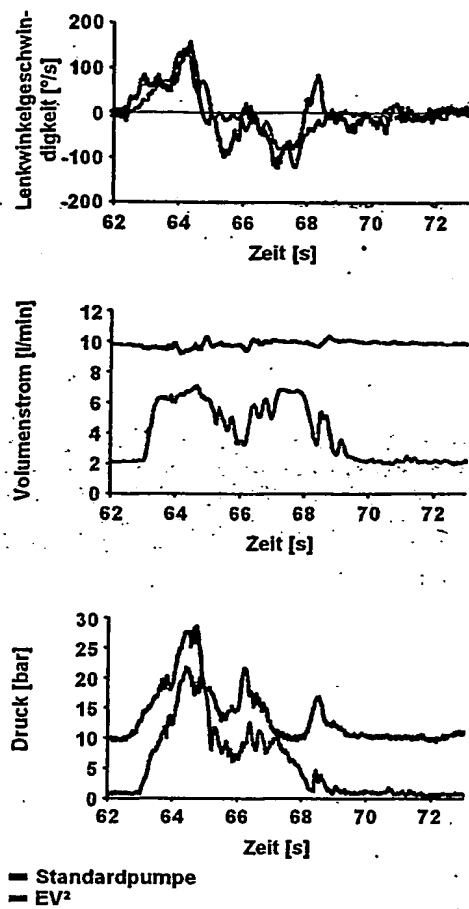 Lenkwinkelgeschwin-
digkeit [°/s]
200
100
0
-100
-200
62 64 66 68 70 72
Zeit [s]
Volumenstrom [l/min]
12
10
8
6
4
2
0
62 64 66 68 70 72
Zeit [s]
Druck [bar]
30
25
20
15
10
5
0
62 64 66 68 70 72
Zeit [s]
Standardpumpe
EV²